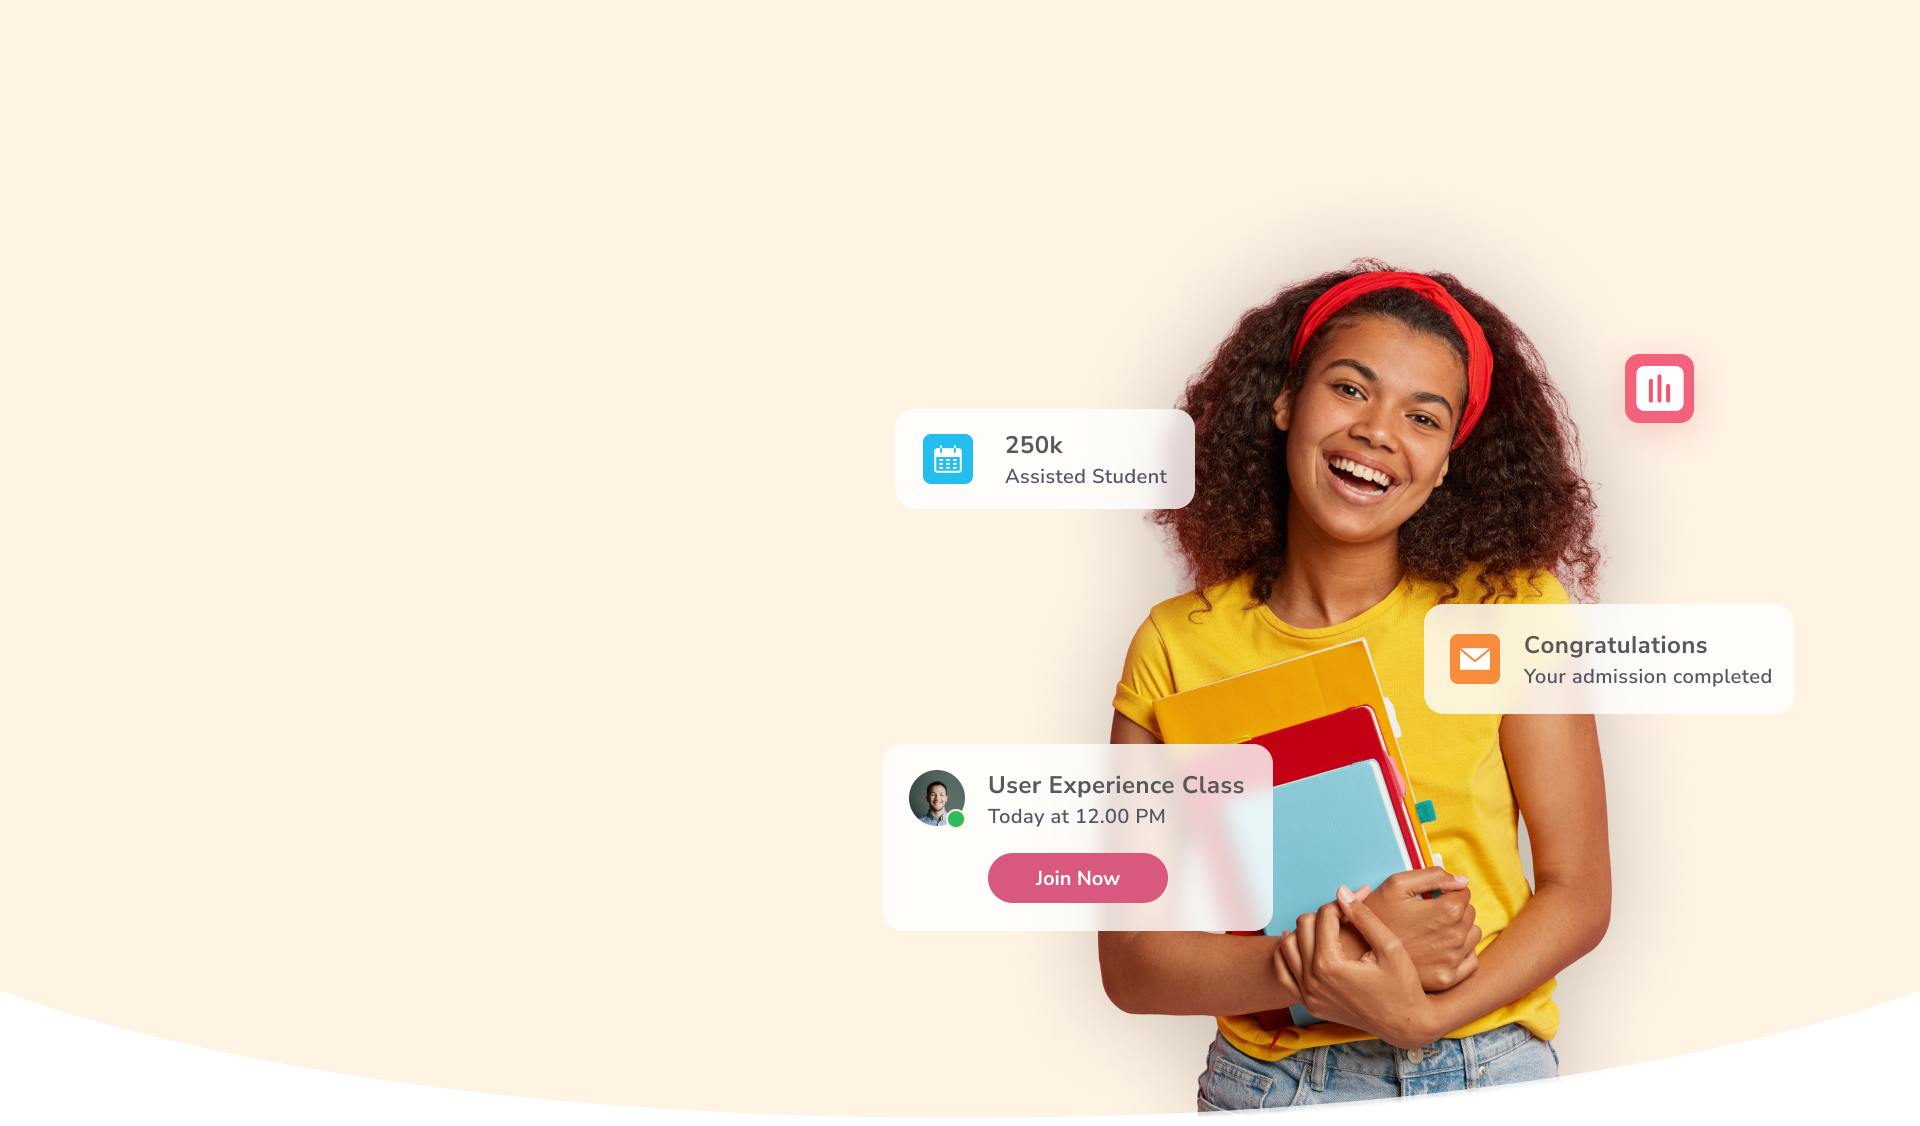 250k
Assisted Student
Congratulations
Your admission completed
User Experience Class
Today at 12.00 PM
Join Now